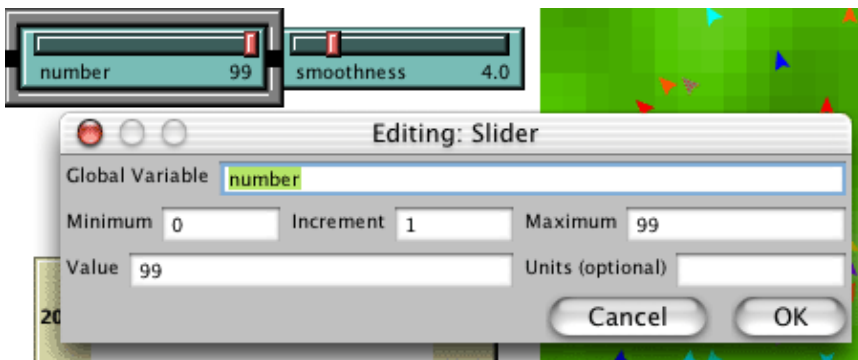 number 99 smoothness 4.0
Editing: Slider
Global Variable number
Minimum 0 Increment 1 Maximum 99
Value 99 Units (optional)
20
Cancel OK